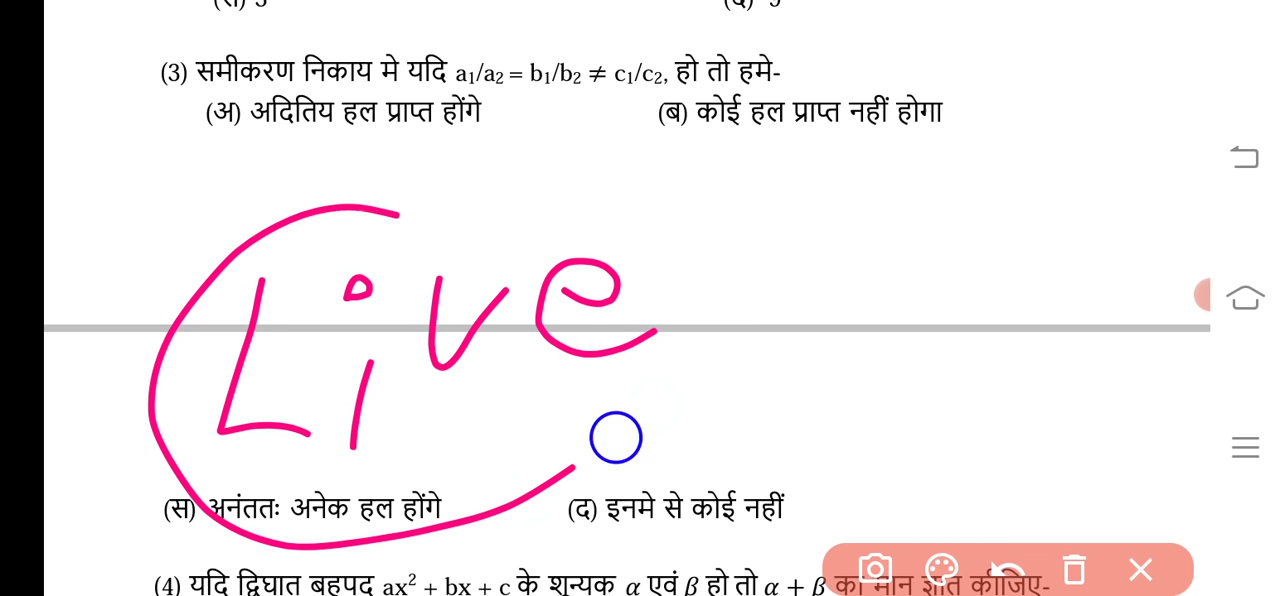 (3) समीकरण निकाय मे यदि a₁/a₂ = b₁/b₂ ≠ c₁/c₂, हो तो हमे-
(अ) अदितिय हल प्राप्त होंगे (ब) कोई हल प्राप्त नहीं होगा
Live
(स) अनंततः अनेक हल होंगे (द) इनमे से कोई नहीं
(4) यदि द्विघात बहुपद ax² + bx + c के शून्यक α एवं β हो तो α + β का मान ज्ञात कीजिए-